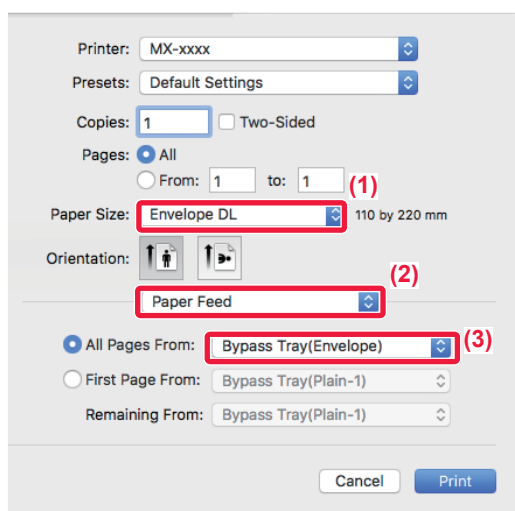 Printer: MX-xxxx
Presets: Default Settings
Copies: 1 Two-Sided
Pages: All
From: 1 to: 1
(1)
Paper Size: Envelope DL 110 by 220 mm
Orientation:
(2)
Paper Feed
All Pages From: Bypass Tray(Envelope) (3)
First Page From: Bypass Tray(Plain-1)
Remaining From: Bypass Tray(Plain-1)
Cancel Print